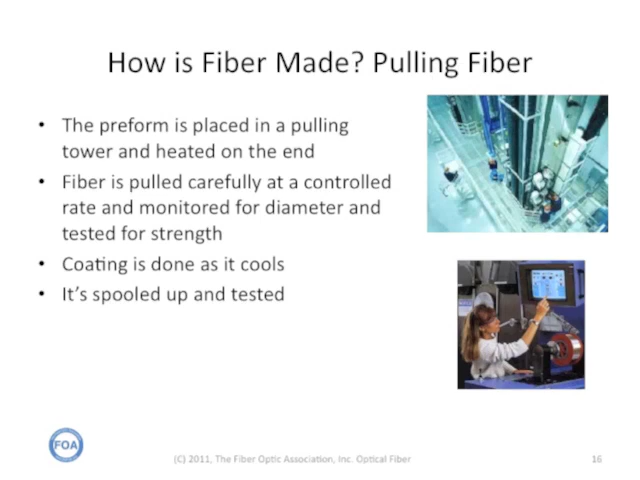 How is Fiber Made? Pulling Fiber
• The preform is placed in a pulling
tower and heated on the end
• Fiber is pulled carefully at a controlled
rate and monitored for diameter and
tested for strength
• Coating is done as it cools
• It’s spooled up and tested
FOA
(C) 2011, The Fiber Optic Association, Inc. Optical Fiber
16